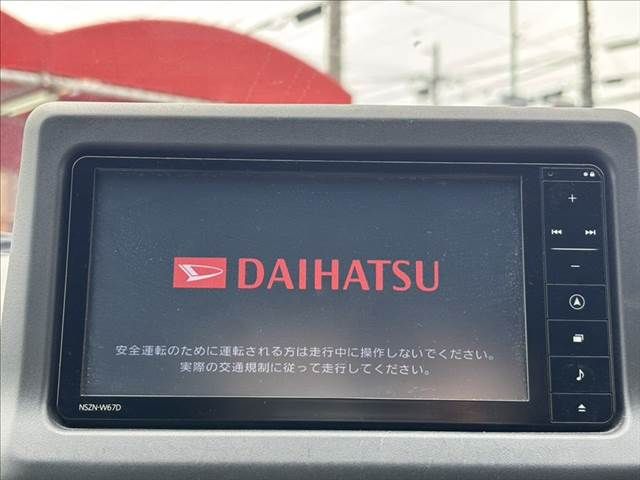 DAIHATSU
安全運転のために運転される方は走行中に操作しないでください。
実際の交通規制に従って走行してください。
NSZN-W67D